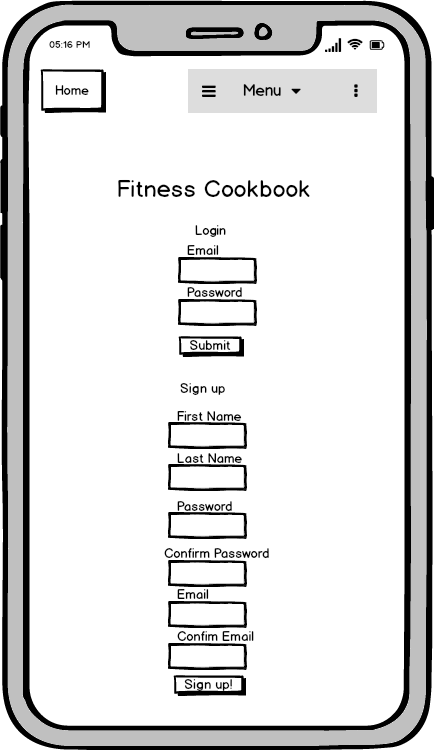 05:16 PM
Home
Menu
Fitness Cookbook
Login
Email
Password
Submit
Sign up
First Name
Last Name
Password
Confirm Password
Email
Confim Email
Sign up!